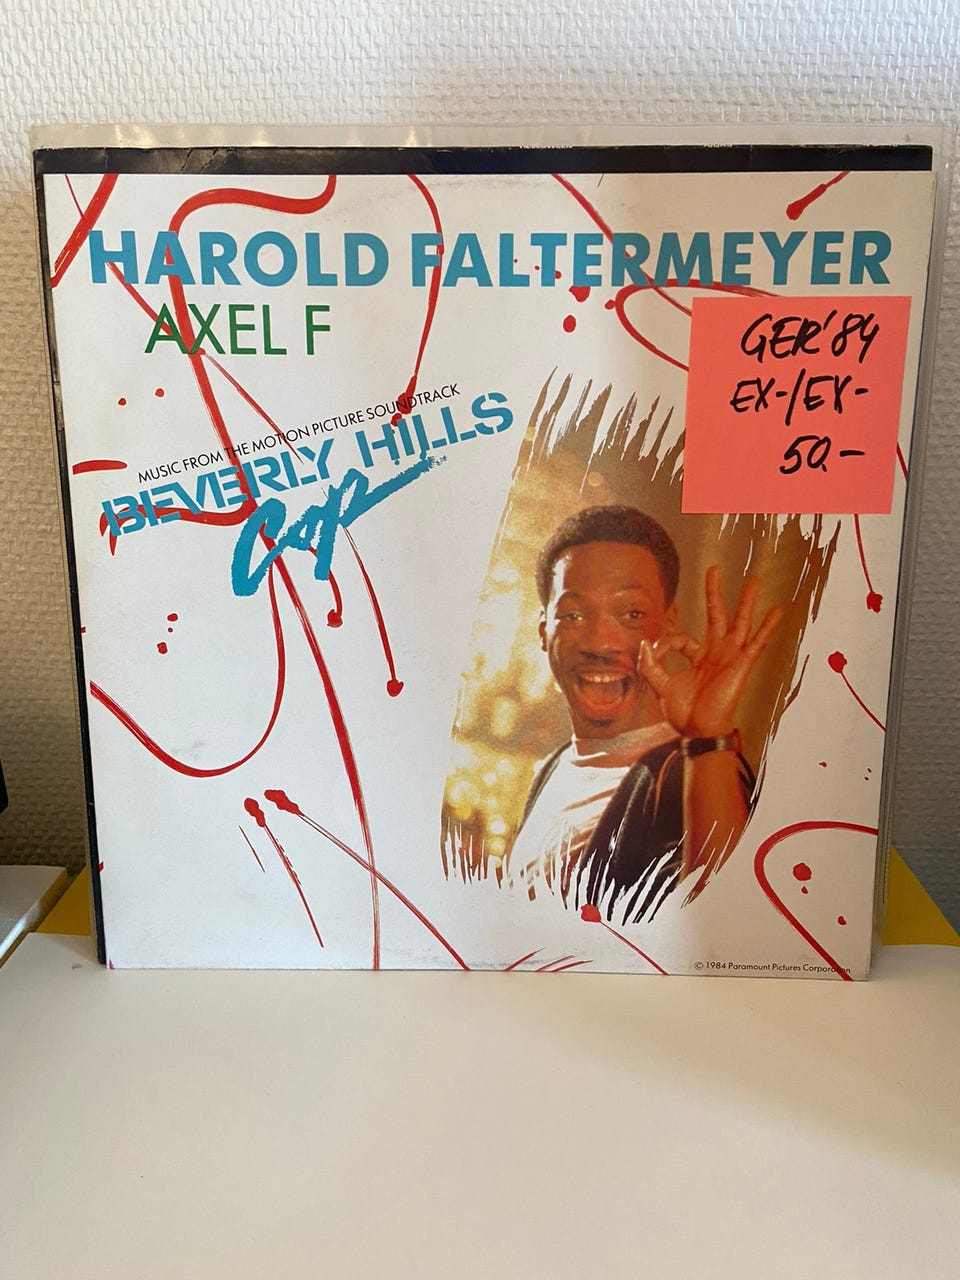 HAROLD FALTERMEYER
AXEL F
GER'84
EX-/EX-
50.-
MUSIC FROM THE MOTION PICTURE SOUNDTRACK
BEVERLY HILLS
Cop
© 1984 Paramount Pictures Corporation